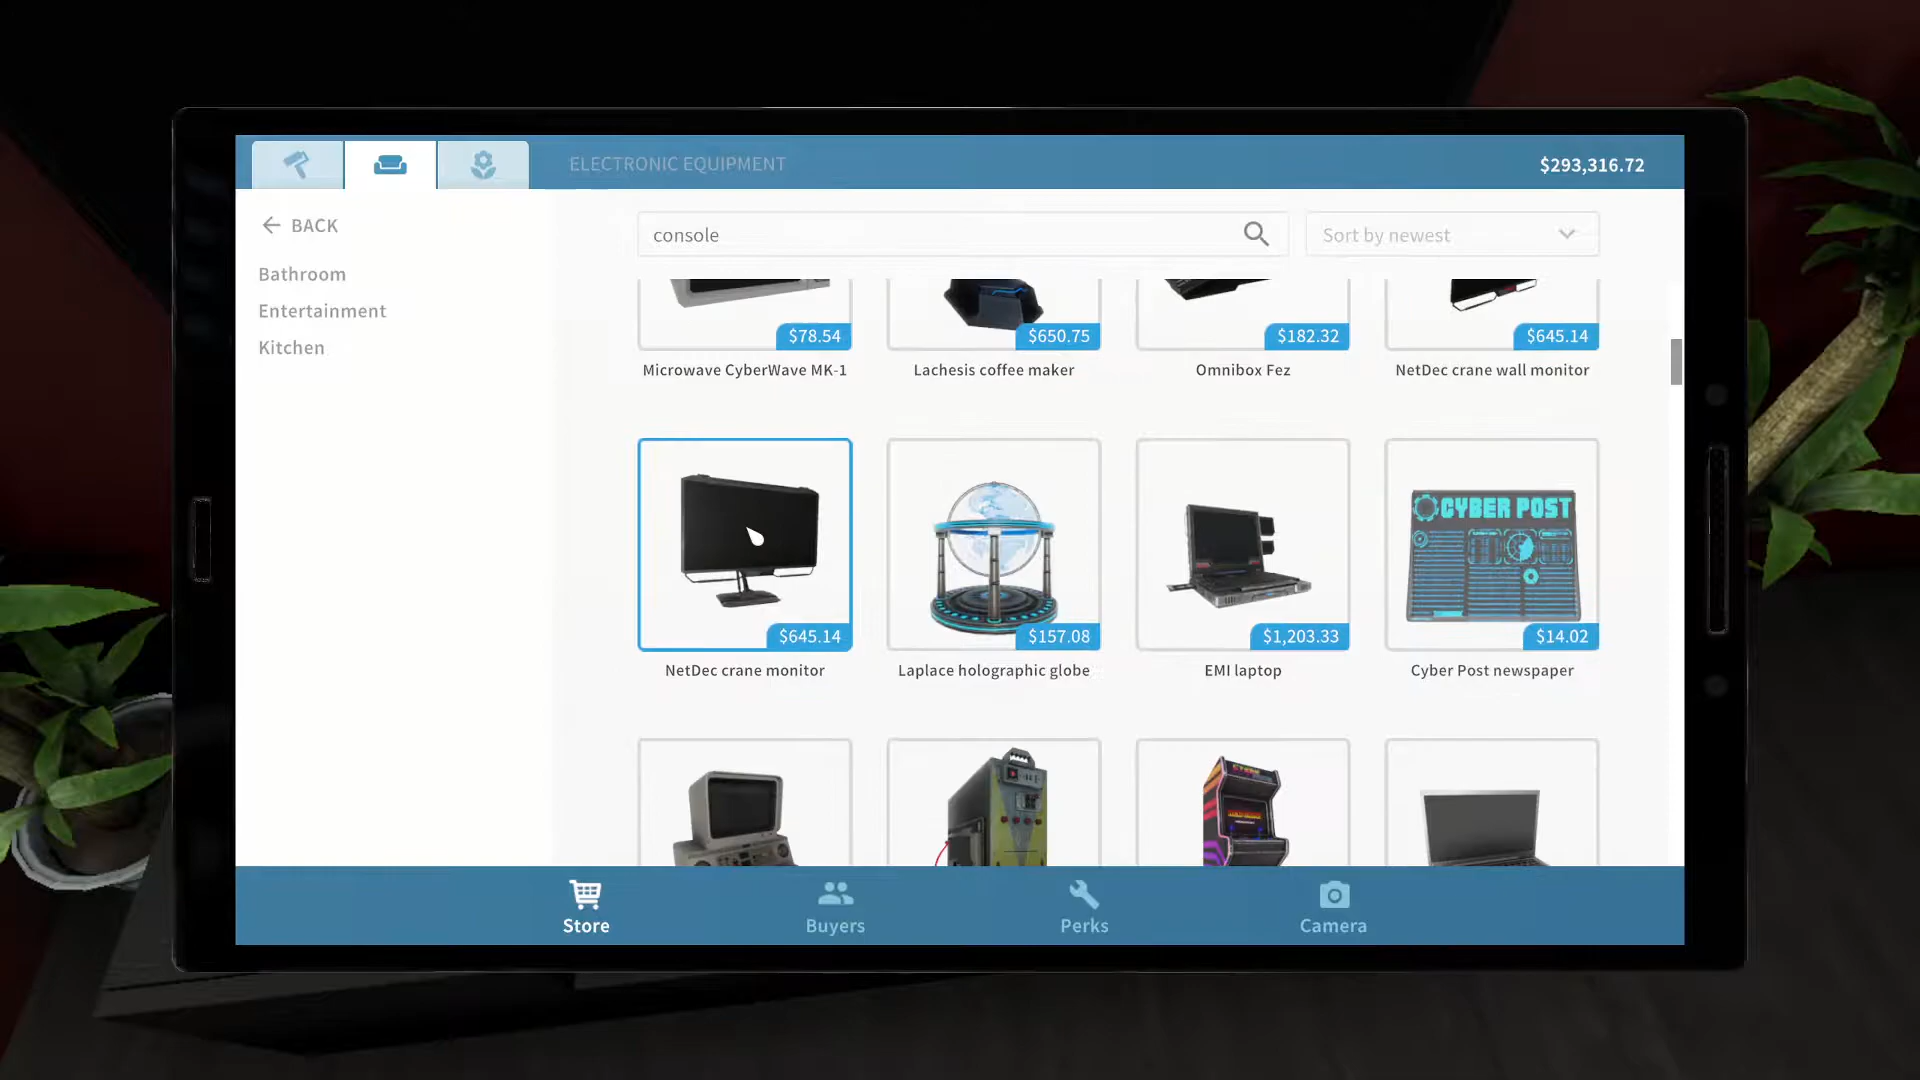 ELECTRONIC EQUIPMENT
$293,316.72
BACK
Bathroom
Entertainment
Kitchen
console
Sort by newest
$78.54
$650.75
$182.32
$645.14
Microwave CyberWave MK-1
Lachesis coffee maker
Omnibox Fez
NetDec crane wall monitor
$645.14
$157.08
$1,203.33
CYBER POST
$14.02
NetDec crane monitor
Laplace holographic globe
EMI laptop
Cyber Post newspaper
Store
Buyers
Perks
Camera